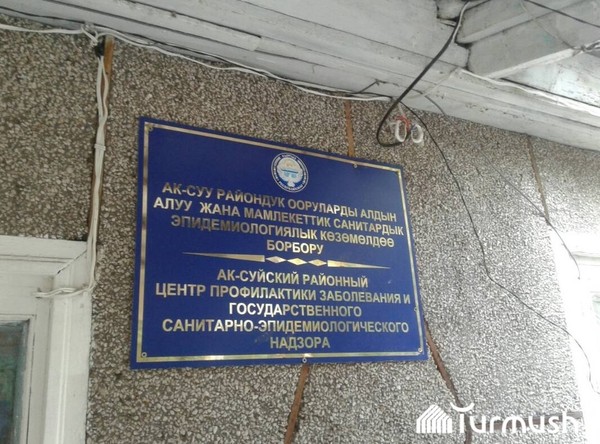 АК-СУУ РАЙОНДУК ООРУЛАРДЫ АЛДЫН
АЛУУ ЖАНА МАМЛЕКЕТТИК САНИТАРДЫК
ЭПИДЕМИОЛОГИЯЛЫК КӨЗӨМӨЛДӨӨ
БОРБОРУ
АК-СУЙСКИЙ РАЙОННЫЙ
ЦЕНТР ПРОФИЛАКТИКИ ЗАБОЛЕВАНИЯ И
ГОСУДАРСТВЕННОГО
САНИТАРНО-ЭПИДЕМИОЛОГИЧЕСКОГО
НАДЗОРА
Turmush